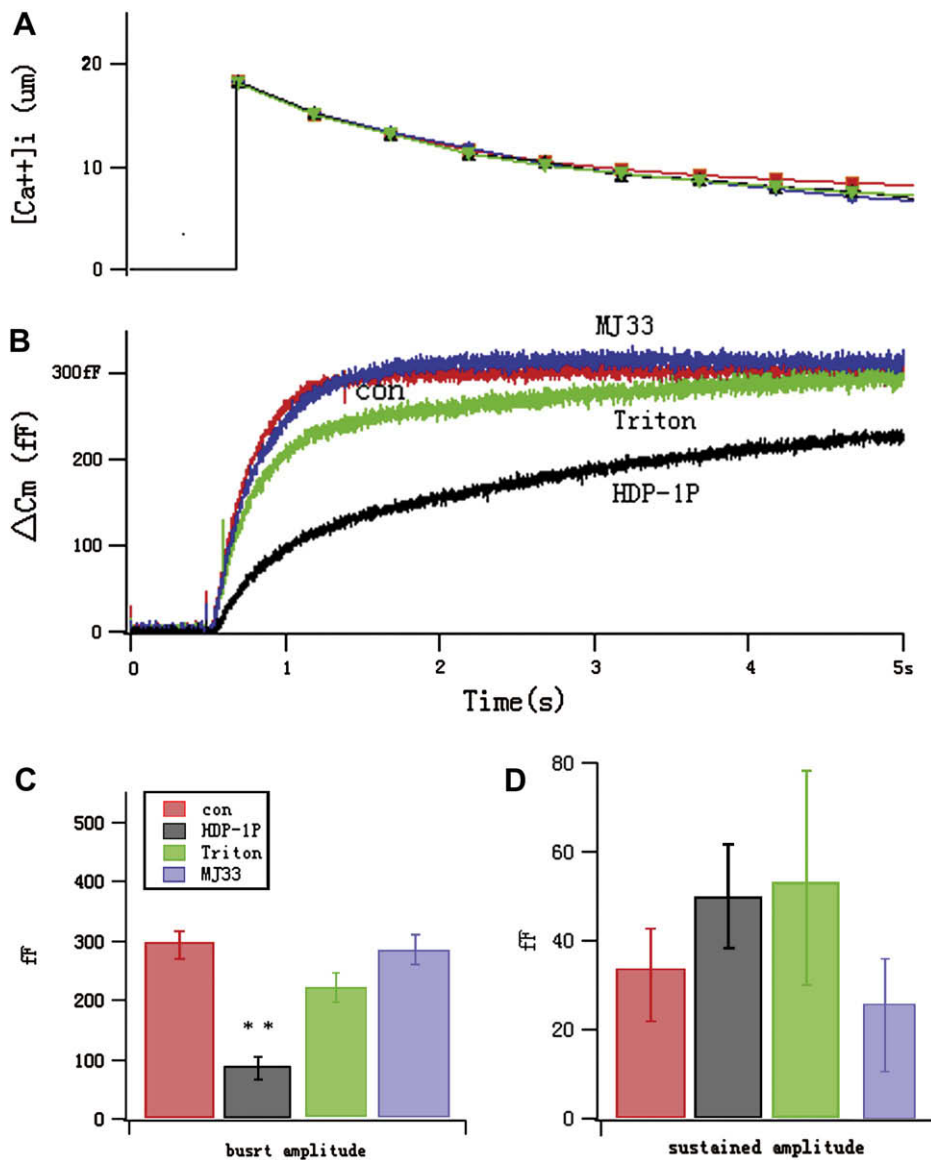 A
[Ca++]i (um)
20
10
0
B
△Cm (fF)
300fF
200
100
0
MJ33
con
Triton
HDP-1P
0 1 2 3 4 5s
Time(s)
C
fF
500
400
300
200
100
0
con
HDP-1P
Triton
MJ33
* *
busrt amplitude
D
fF
80
60
40
20
0
sustained amplitude